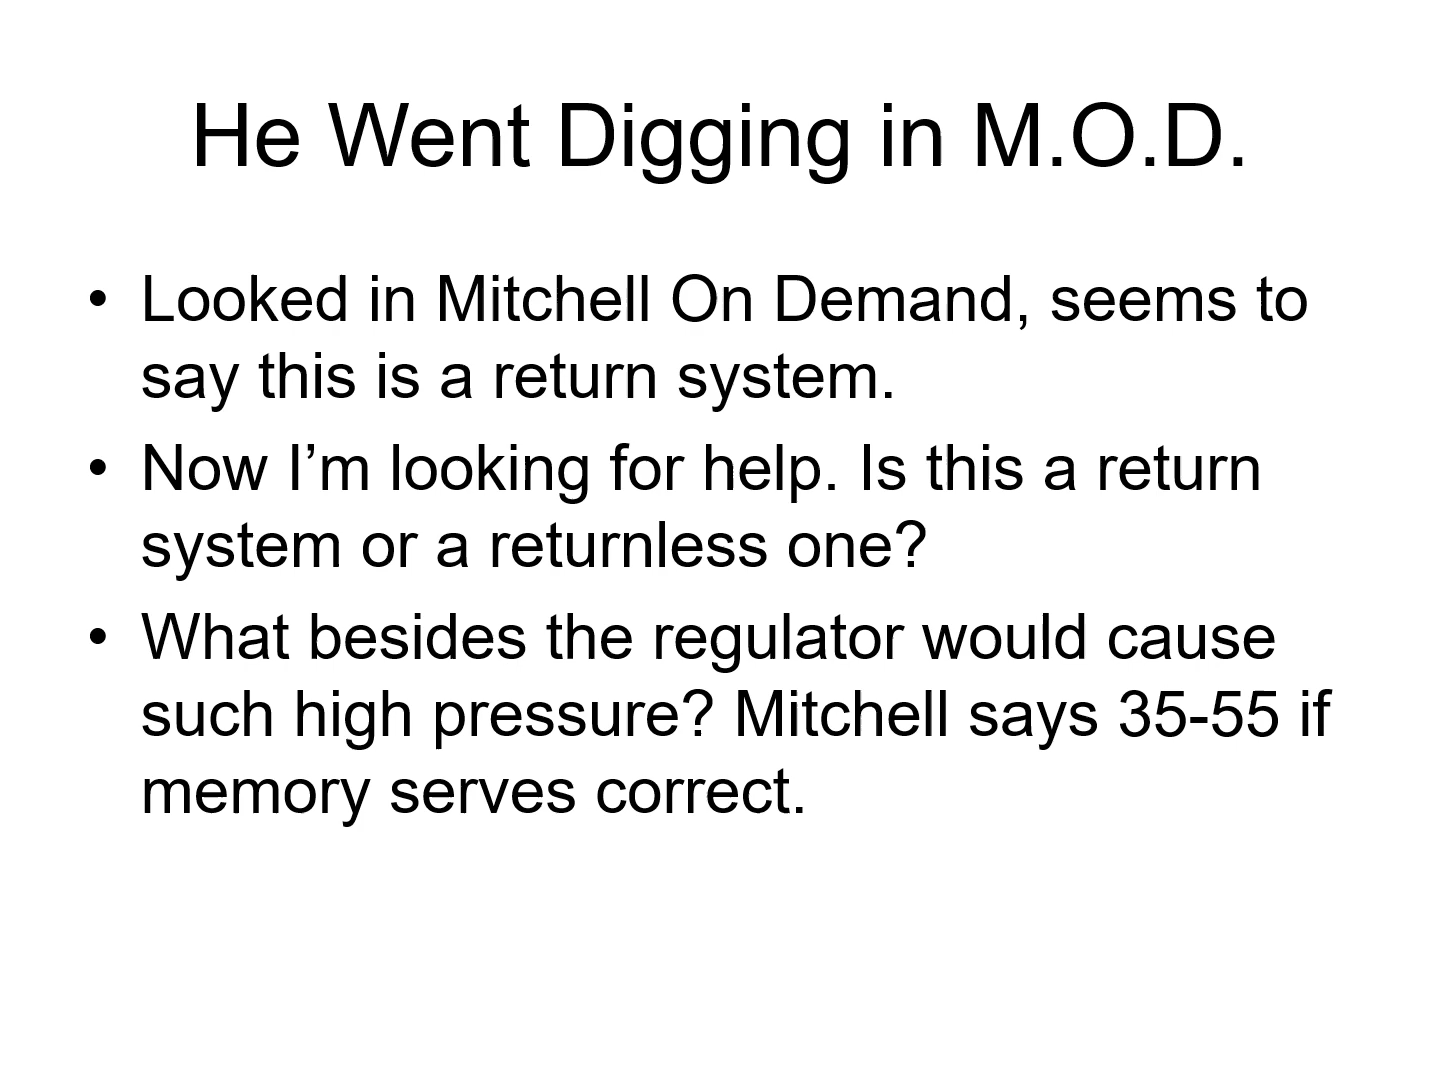 He Went Digging in M.O.D.
• Looked in Mitchell On Demand, seems to
say this is a return system.
• Now I’m looking for help. Is this a return
system or a returnless one?
• What besides the regulator would cause
such high pressure? Mitchell says 35-55 if
memory serves correct.